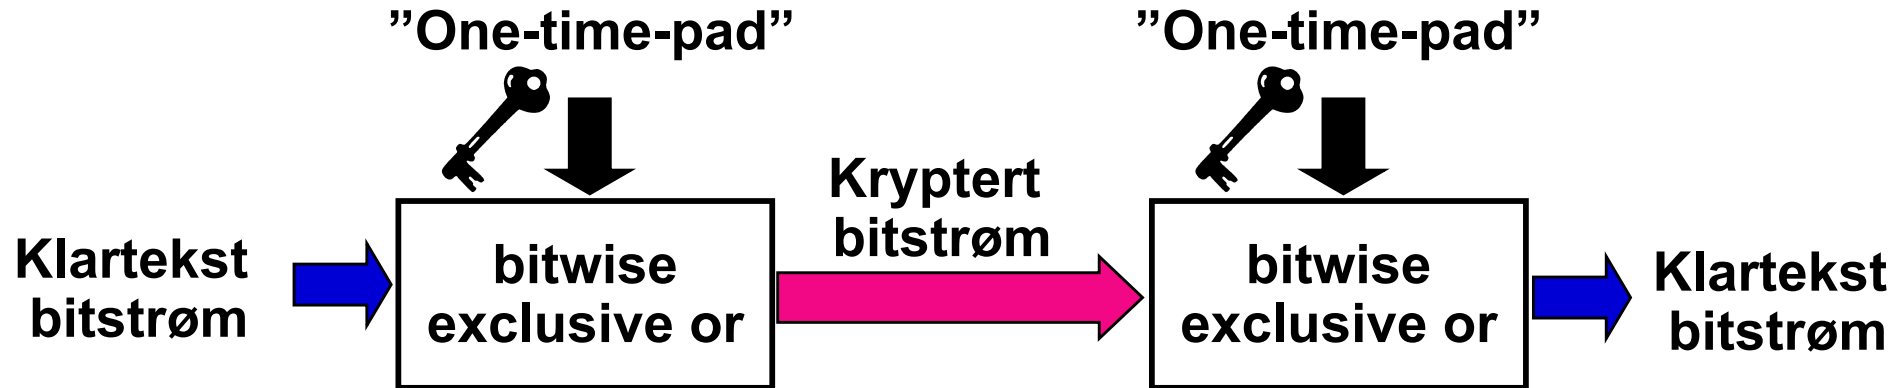 ”One-time-pad”
”One-time-pad”
Klartekst
bitstrøm
bitwise
exclusive or
Kryptert
bitstrøm
bitwise
exclusive or
Klartekst
bitstrøm